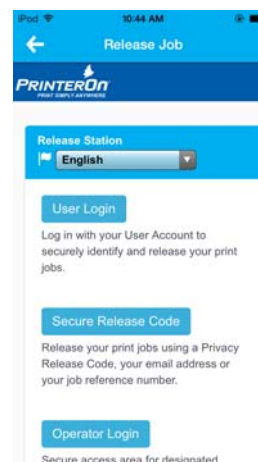 iPod 10:44 AM
Release Job
PRINTERON
PRINT SIMPLY ANYWHERE
Release Station
English
User Login
Log in with your User Account to
securely identify and release your print
jobs.
Secure Release Code
Release your print jobs using a Privacy
Release Code, your email address or
your job reference number.
Operator Login
Secure access area for designated